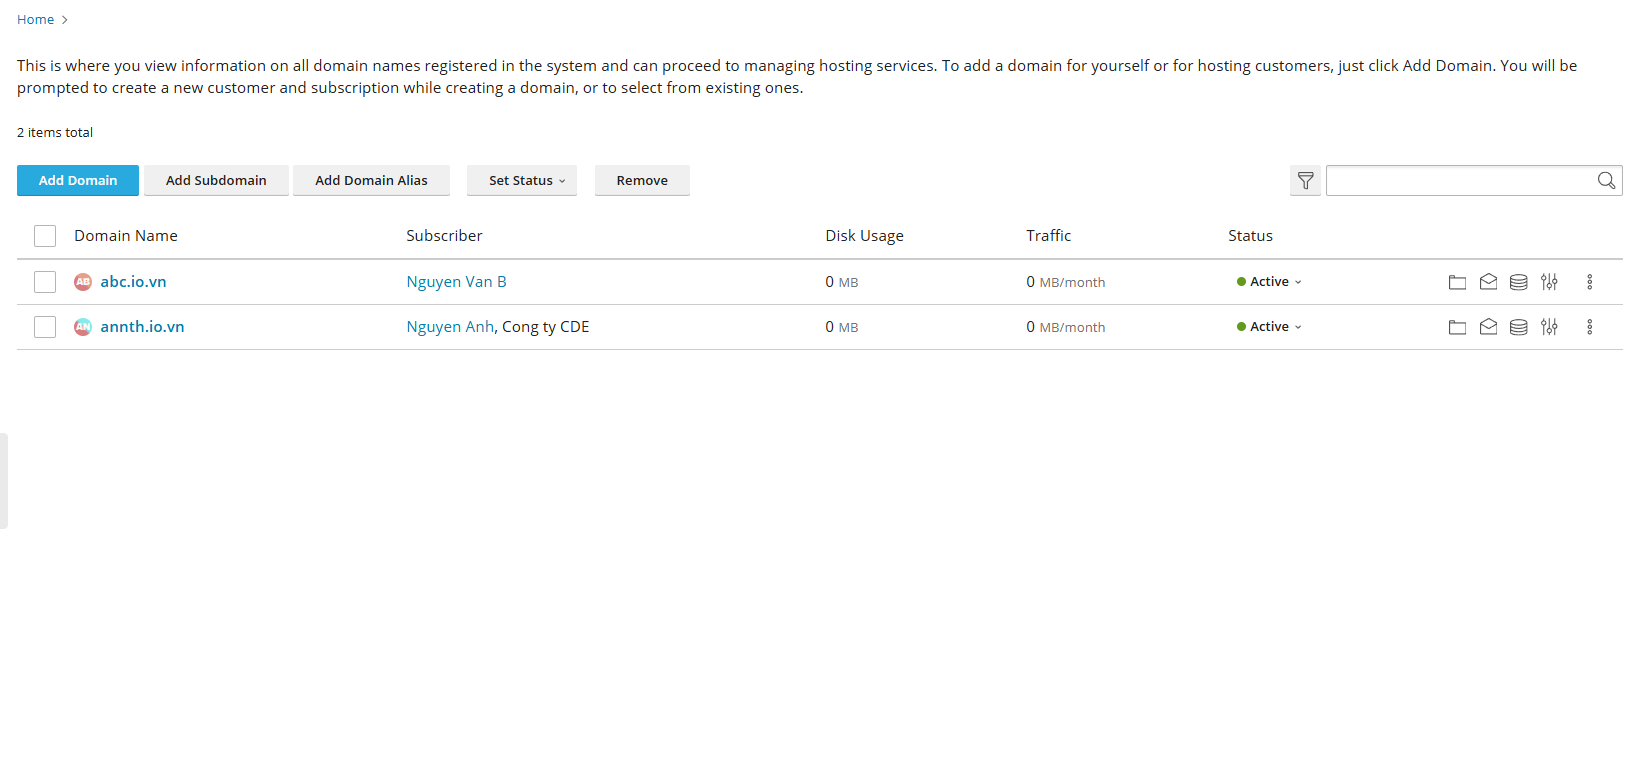 Home
This is where you view information on all domain names registered in the system and can proceed to managing hosting services. To add a domain for yourself or for hosting customers, just click Add Domain. You will be
prompted to create a new customer and subscription while creating a domain, or to select from existing ones.
2 items total
Add Domain Add Subdomain Add Domain Alias Set Status Remove
Domain Name Subscriber Disk Usage Traffic Status
AB abc.io.vn Nguyen Van B 0 MB 0 MB/month Active
AN annth.io.vn Nguyen Anh, Cong ty CDE 0 MB 0 MB/month Active